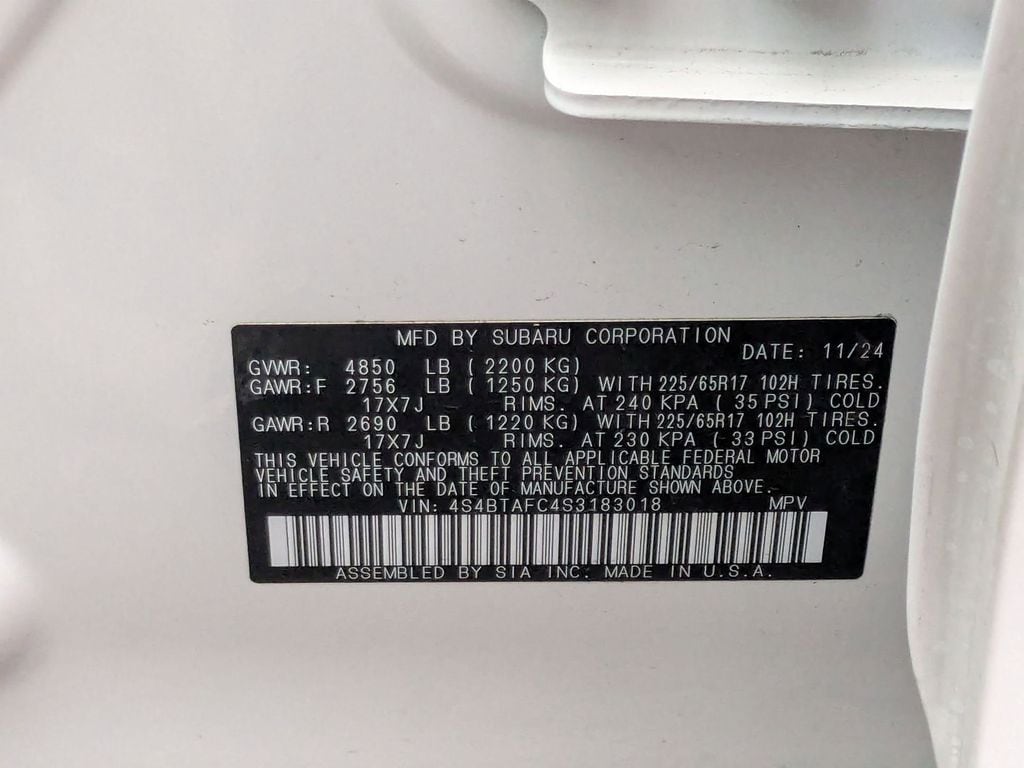 MFD BY SUBARU CORPORATION
DATE: 11/24
GVWR: 4850 LB (2200 KG)
GAWR:F 2756 LB (1250 KG) WITH 225/65R17 102H TIRES.
17X7J RIMS. AT 240 KPA (35 PSI) COLD
GAWR:R 2690 LB (1220 KG) WITH 225/65R17 102H TIRES.
17X7J RIMS. AT 230 KPA (33 PSI) COLD
THIS VEHICLE CONFORMS TO ALL APPLICABLE FEDERAL MOTOR
VEHICLE SAFETY AND THEFT PREVENTION STANDARDS
IN EFFECT ON THE DATE OF MANUFACTURE SHOWN ABOVE.
VIN: 4S4BTAFC4S3183018 MPV
ASSEMBLED BY SIA INC. MADE IN U.S.A.